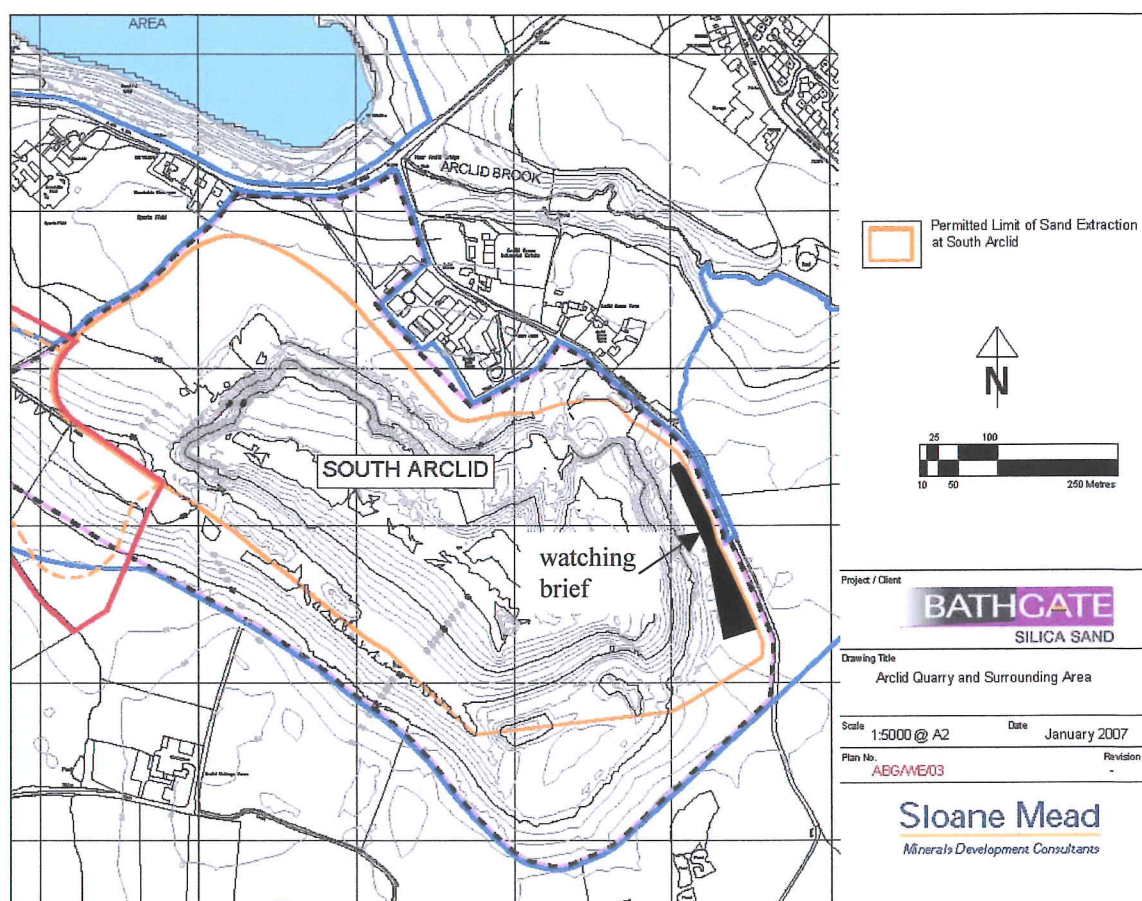 AREA
ARCLID BROOK
SOUTH ARCLID
watching
brief
Permitted Limit of Sand Extraction
at South Arclid
N
25 100
10 50 250 Metres
Project / Client
BATHGATE
SILICA SAND
Drawing Title
Arclid Quarry and Surrounding Area
Scale 1:5000 @ A2 Date January 2007
Plan No. ABG/WE/03 Revision -
Sloane Mead
Minerals Development Consultants